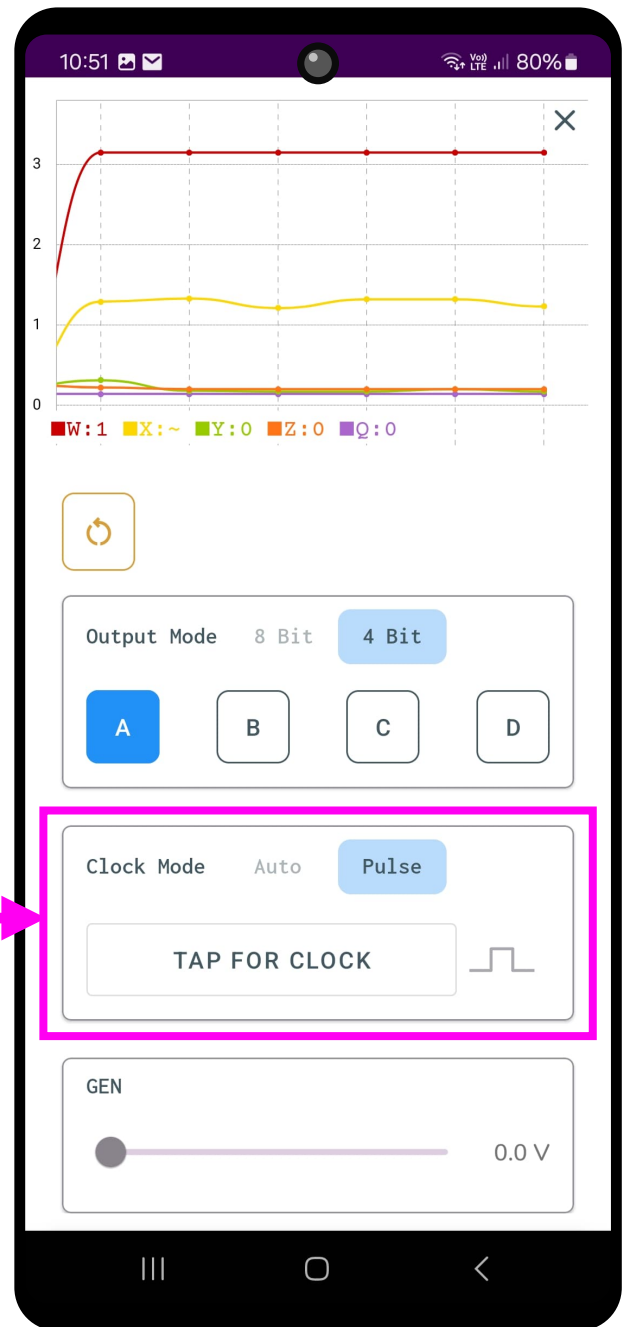 10:51 Vo)) LTE 80%
3
2
1
0
W:1 X:~ Y:0 Z:0 Q:0
Output Mode 8 Bit 4 Bit
A B C D
Clock Mode Auto Pulse
TAP FOR CLOCK
GEN
0.0 V